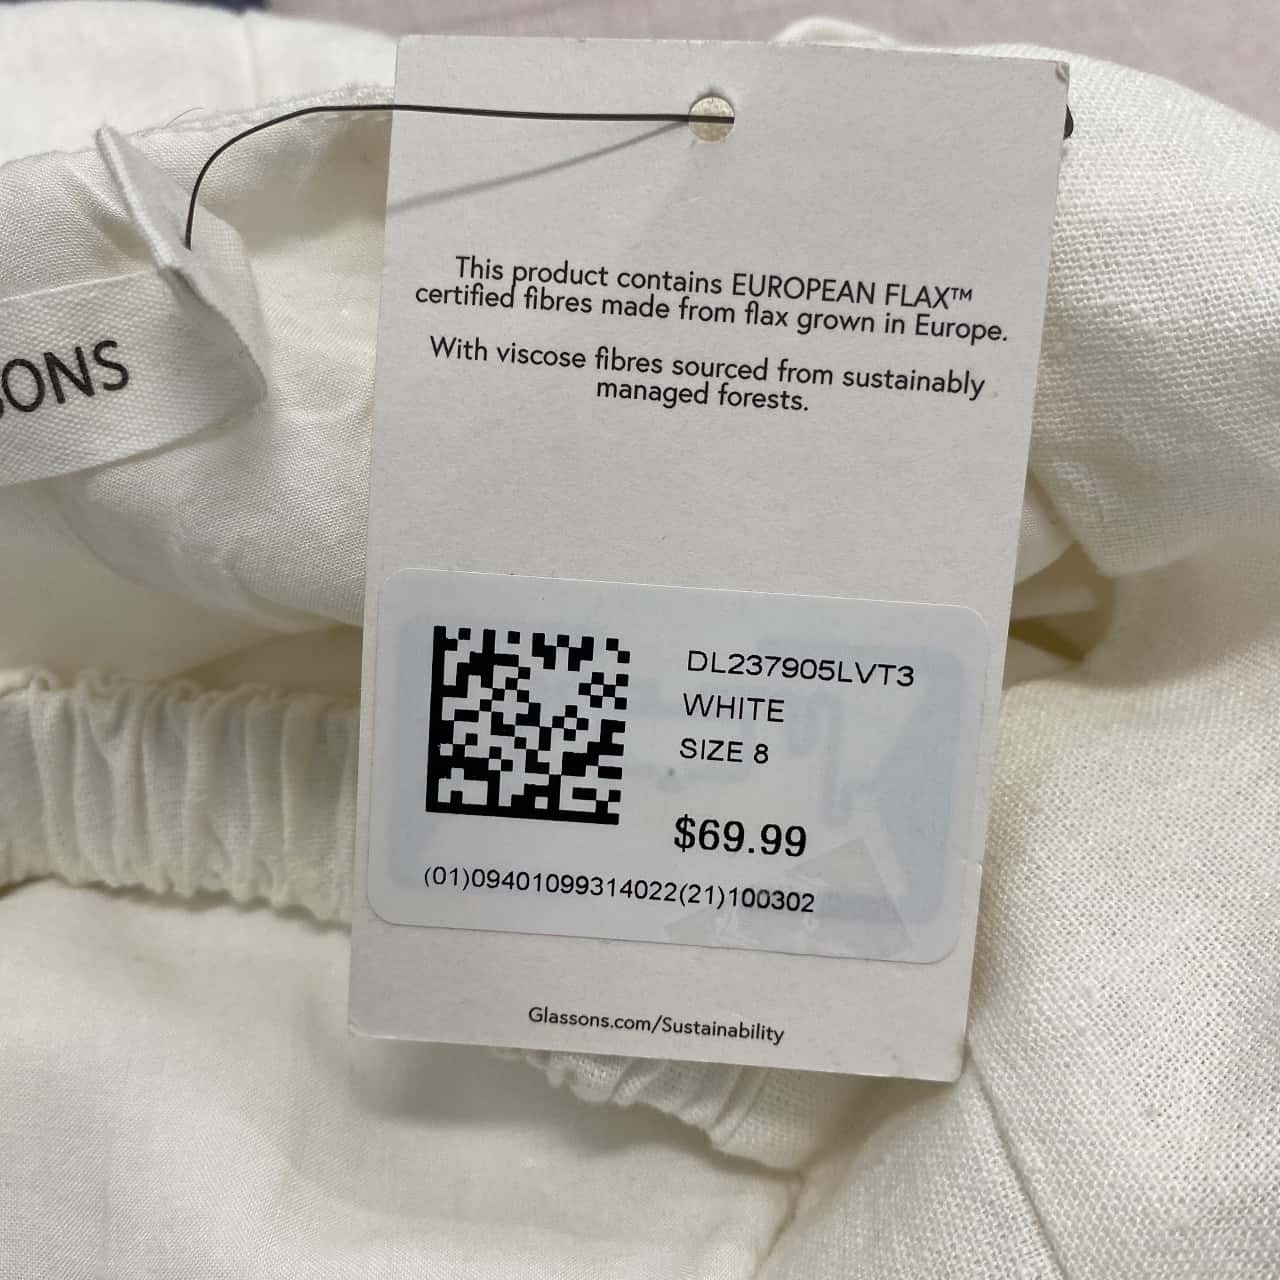 This product contains EUROPEAN FLAX™
certified fibres made from flax grown in Europe.
With viscose fibres sourced from sustainably
managed forests.
ONS
DL237905LVT3
WHITE
SIZE 8
$69.99
(01)09401099314022(21)100302
Glassons.com/Sustainability